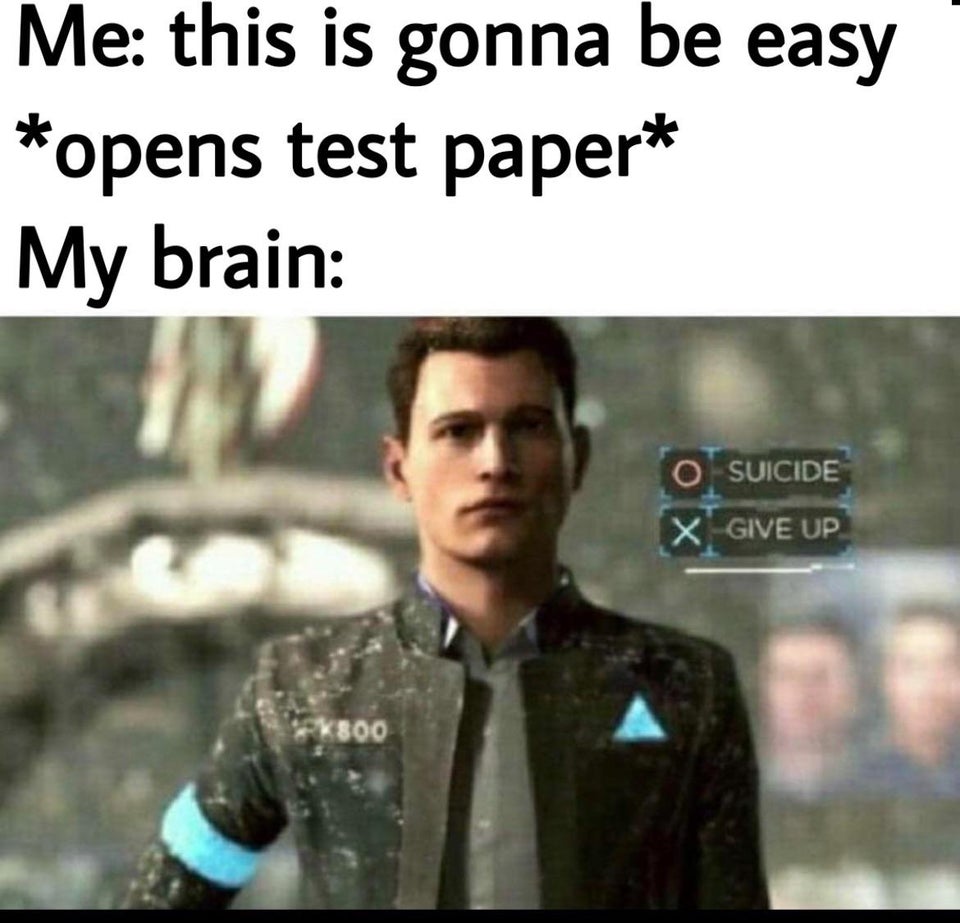 Me: this is gonna be easy
*opens test paper*
My brain:
O SUICIDE
X GIVE UP
RK800